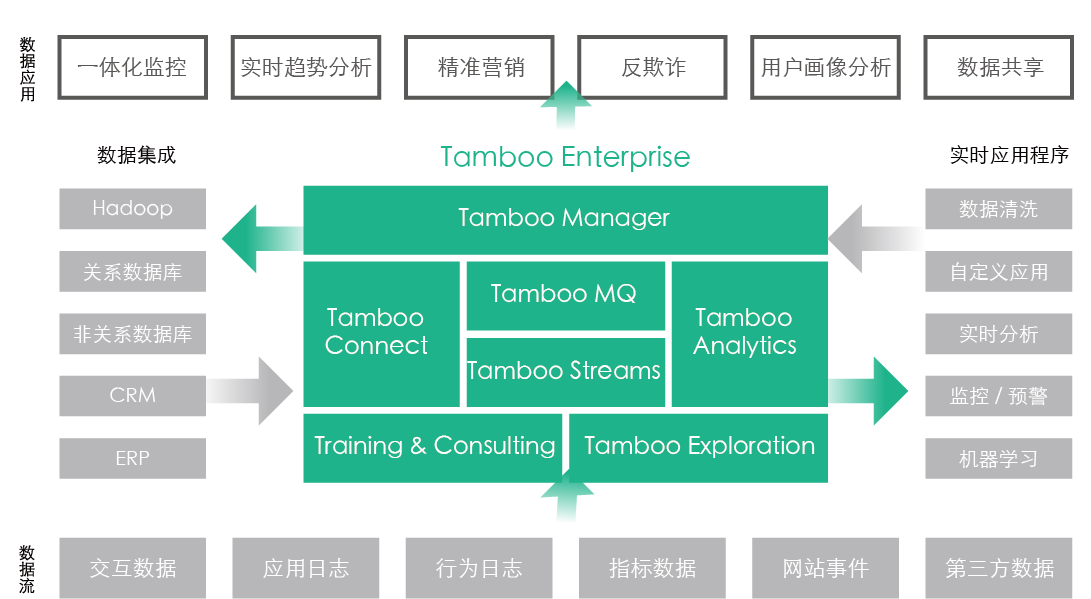 数据应用
一体化监控
实时趋势分析
精准营销
反欺诈
用户画像分析
数据共享
数据集成
Hadoop
关系数据库
非关系数据库
CRM
ERP
Tamboo Enterprise
Tamboo Manager
Tamboo
Connect
Tamboo MQ
Tamboo Streams
Tamboo
Analytics
Training & Consulting
Tamboo Exploration
实时应用程序
数据清洗
自定义应用
实时分析
监控 / 预警
机器学习
数据流
交互数据
应用日志
行为日志
指标数据
网站事件
第三方数据